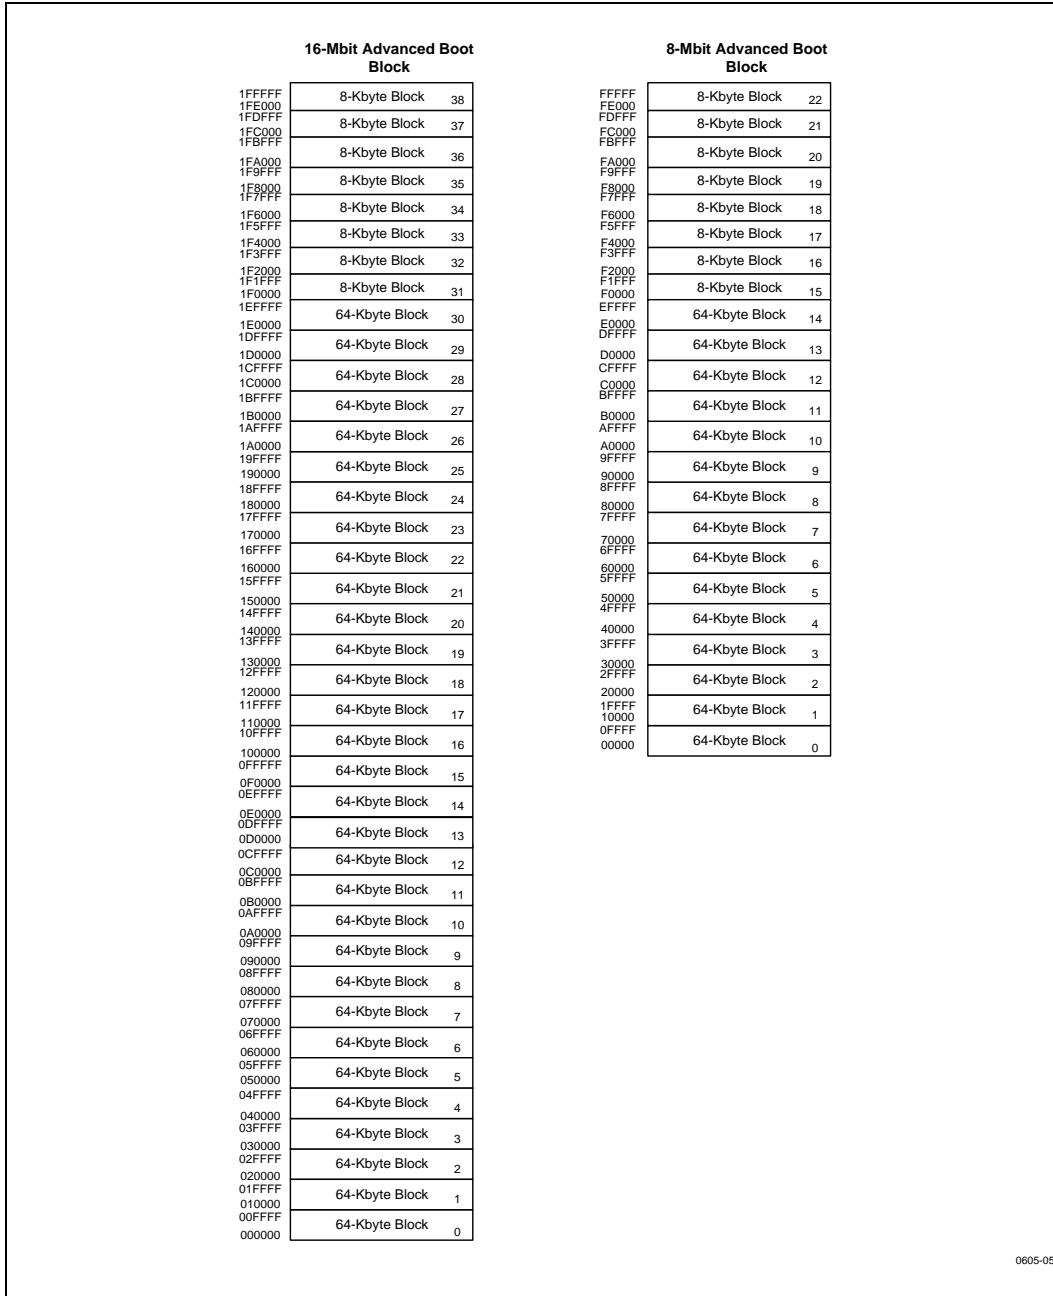 16-Mbit Advanced Boot
Block
1FFFFF
8-Kbyte Block 38
1FE000
1FDFFF
8-Kbyte Block 37
1FC000
1FBFFF
8-Kbyte Block 36
1FA000
1F9FFF
8-Kbyte Block 35
1F8000
1F7FFF
8-Kbyte Block 34
1F6000
1F5FFF
8-Kbyte Block 33
1F4000
1F3FFF
8-Kbyte Block 32
1F2000
1F1FFF
8-Kbyte Block 31
1F0000
1EFFFF
64-Kbyte Block 30
1E0000
1DFFFF
64-Kbyte Block 29
1D0000
1CFFFF
64-Kbyte Block 28
1C0000
1BFFFF
64-Kbyte Block 27
1B0000
1AFFFF
64-Kbyte Block 26
1A0000
19FFFF
64-Kbyte Block 25
190000
18FFFF
64-Kbyte Block 24
180000
17FFFF
64-Kbyte Block 23
170000
16FFFF
64-Kbyte Block 22
160000
15FFFF
64-Kbyte Block 21
150000
14FFFF
64-Kbyte Block 20
140000
13FFFF
64-Kbyte Block 19
130000
12FFFF
64-Kbyte Block 18
120000
11FFFF
64-Kbyte Block 17
110000
10FFFF
64-Kbyte Block 16
100000
0FFFFF
64-Kbyte Block 15
0F0000
0EFFFF
64-Kbyte Block 14
0E0000
0DFFFF
64-Kbyte Block 13
0D0000
0CFFFF
64-Kbyte Block 12
0C0000
0BFFFF
64-Kbyte Block 11
0B0000
0AFFFF
64-Kbyte Block 10
0A0000
09FFFF
64-Kbyte Block 9
090000
08FFFF
64-Kbyte Block 8
080000
07FFFF
64-Kbyte Block 7
070000
06FFFF
64-Kbyte Block 6
060000
05FFFF
64-Kbyte Block 5
050000
04FFFF
64-Kbyte Block 4
040000
03FFFF
64-Kbyte Block 3
030000
02FFFF
64-Kbyte Block 2
020000
01FFFF
64-Kbyte Block 1
010000
00FFFF
64-Kbyte Block 0
000000
8-Mbit Advanced Boot
Block
FFFFF
8-Kbyte Block 22
FE000
FDFFF
8-Kbyte Block 21
FC000
FBFFF
8-Kbyte Block 20
FA000
F9FFF
8-Kbyte Block 19
F8000
F7FFF
8-Kbyte Block 18
F6000
F5FFF
8-Kbyte Block 17
F4000
F3FFF
8-Kbyte Block 16
F2000
F1FFF
8-Kbyte Block 15
F0000
EFFFF
64-Kbyte Block 14
E0000
DFFFF
64-Kbyte Block 13
D0000
CFFFF
64-Kbyte Block 12
C0000
BFFFF
64-Kbyte Block 11
B0000
AFFFF
64-Kbyte Block 10
A0000
9FFFF
64-Kbyte Block 9
90000
8FFFF
64-Kbyte Block 8
80000
7FFFF
64-Kbyte Block 7
70000
6FFFF
64-Kbyte Block 6
60000
5FFFF
64-Kbyte Block 5
50000
4FFFF
64-Kbyte Block 4
40000
3FFFF
64-Kbyte Block 3
30000
2FFFF
64-Kbyte Block 2
20000
1FFFF
64-Kbyte Block 1
10000
0FFFF
64-Kbyte Block 0
00000
0605-05